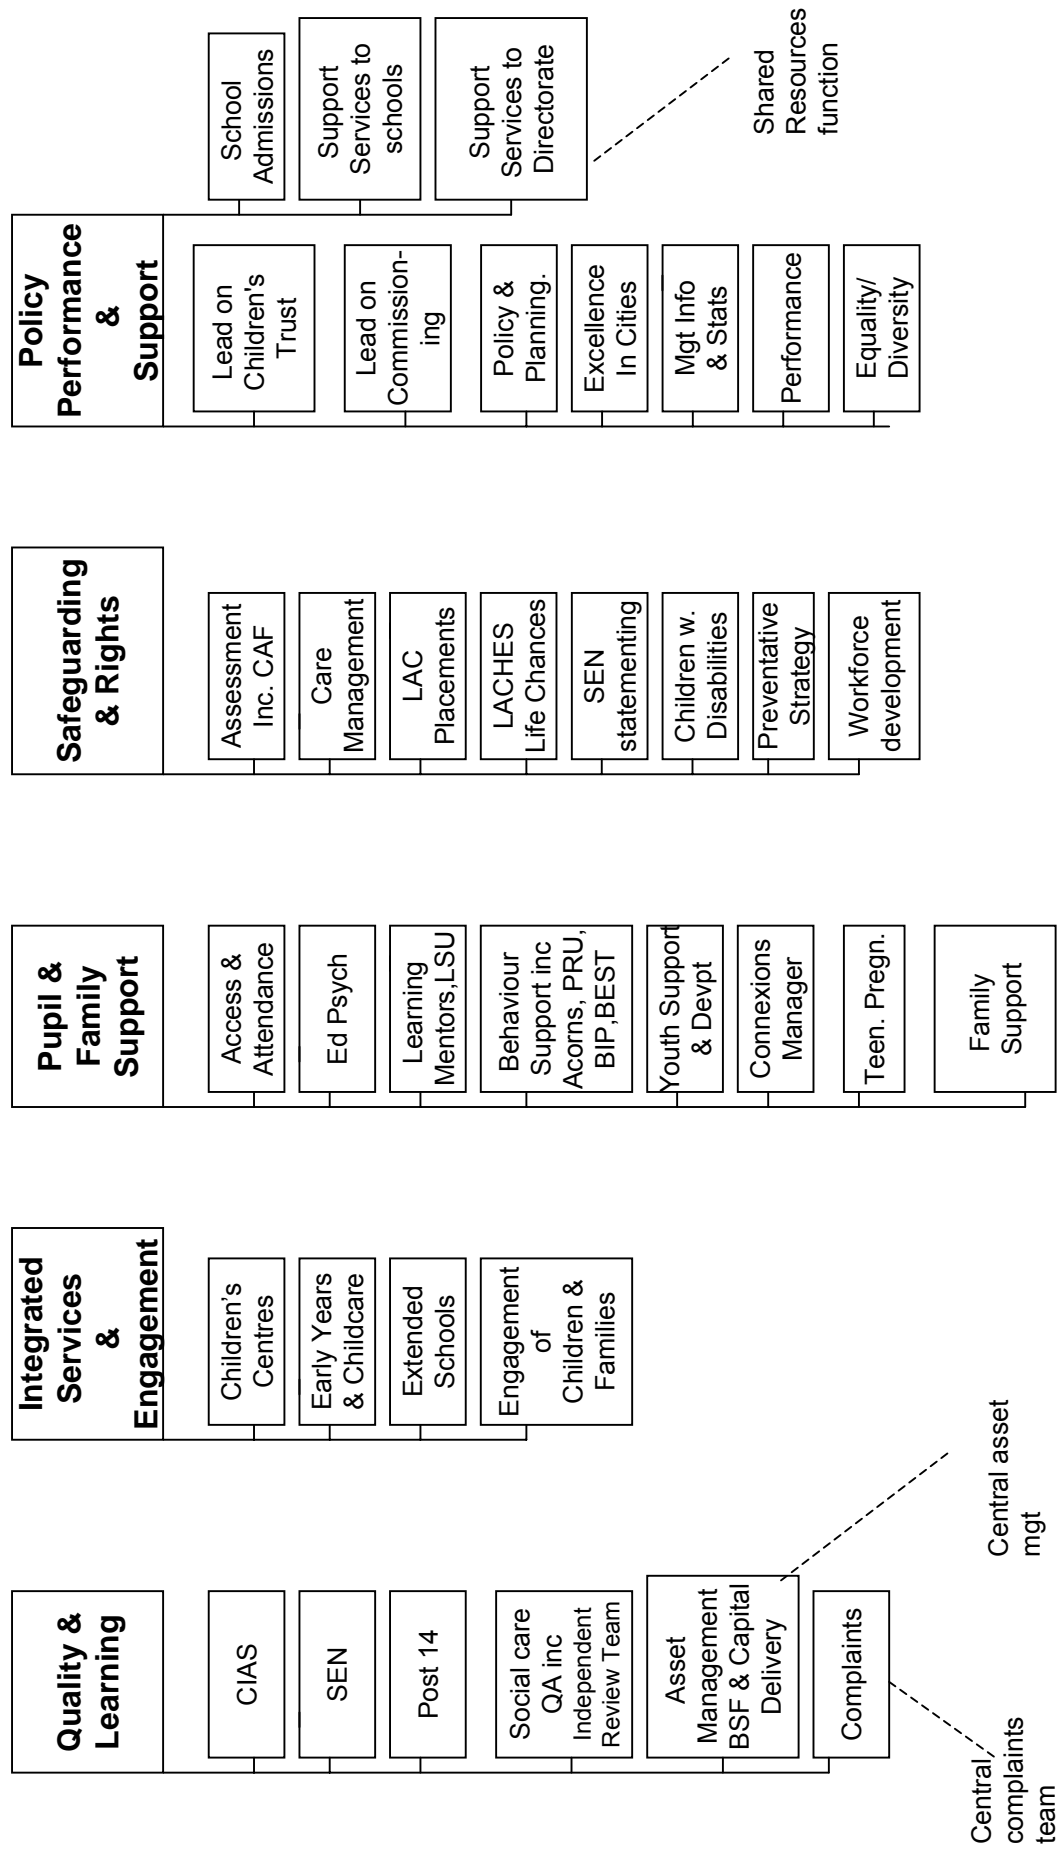 Quality &
Learning
CIAS
SEN
Post 14
Social care
QA inc
Independent
Review Team
Asset
Management
BSF & Capital
Delivery
Complaints
Central
complaints
team
Central asset
mgt
Integrated
Services
&
Engagement
Children’s
Centres
Early Years
& Childcare
Extended
Schools
Engagement
of
Children &
Families
Pupil &
Family
Support
Access &
Attendance
Ed Psych
Learning
Mentors,LSU
Behaviour
Support inc
Acorns, PRU,
BIP,BEST
Youth Support
& Devpt
Connexions
Manager
Teen. Pregn.
Family
Support
Safeguarding
& Rights
Assessment
Inc. CAF
Care
Management
LAC
Placements
LACHES
Life Chances
SEN
statementing
Children w.
Disabilities
Preventative
Strategy
Workforce
development
Policy
Performance
&
Support
Lead on
Children's
Trust
Lead on
Commission-
ing
Policy &
Planning.
Excellence
In Cities
Mgt Info
& Stats
Performance
Equality/
Diversity
School
Admissions
Support
Services to
schools
Support
Services to
Directorate
Shared
Resources
function